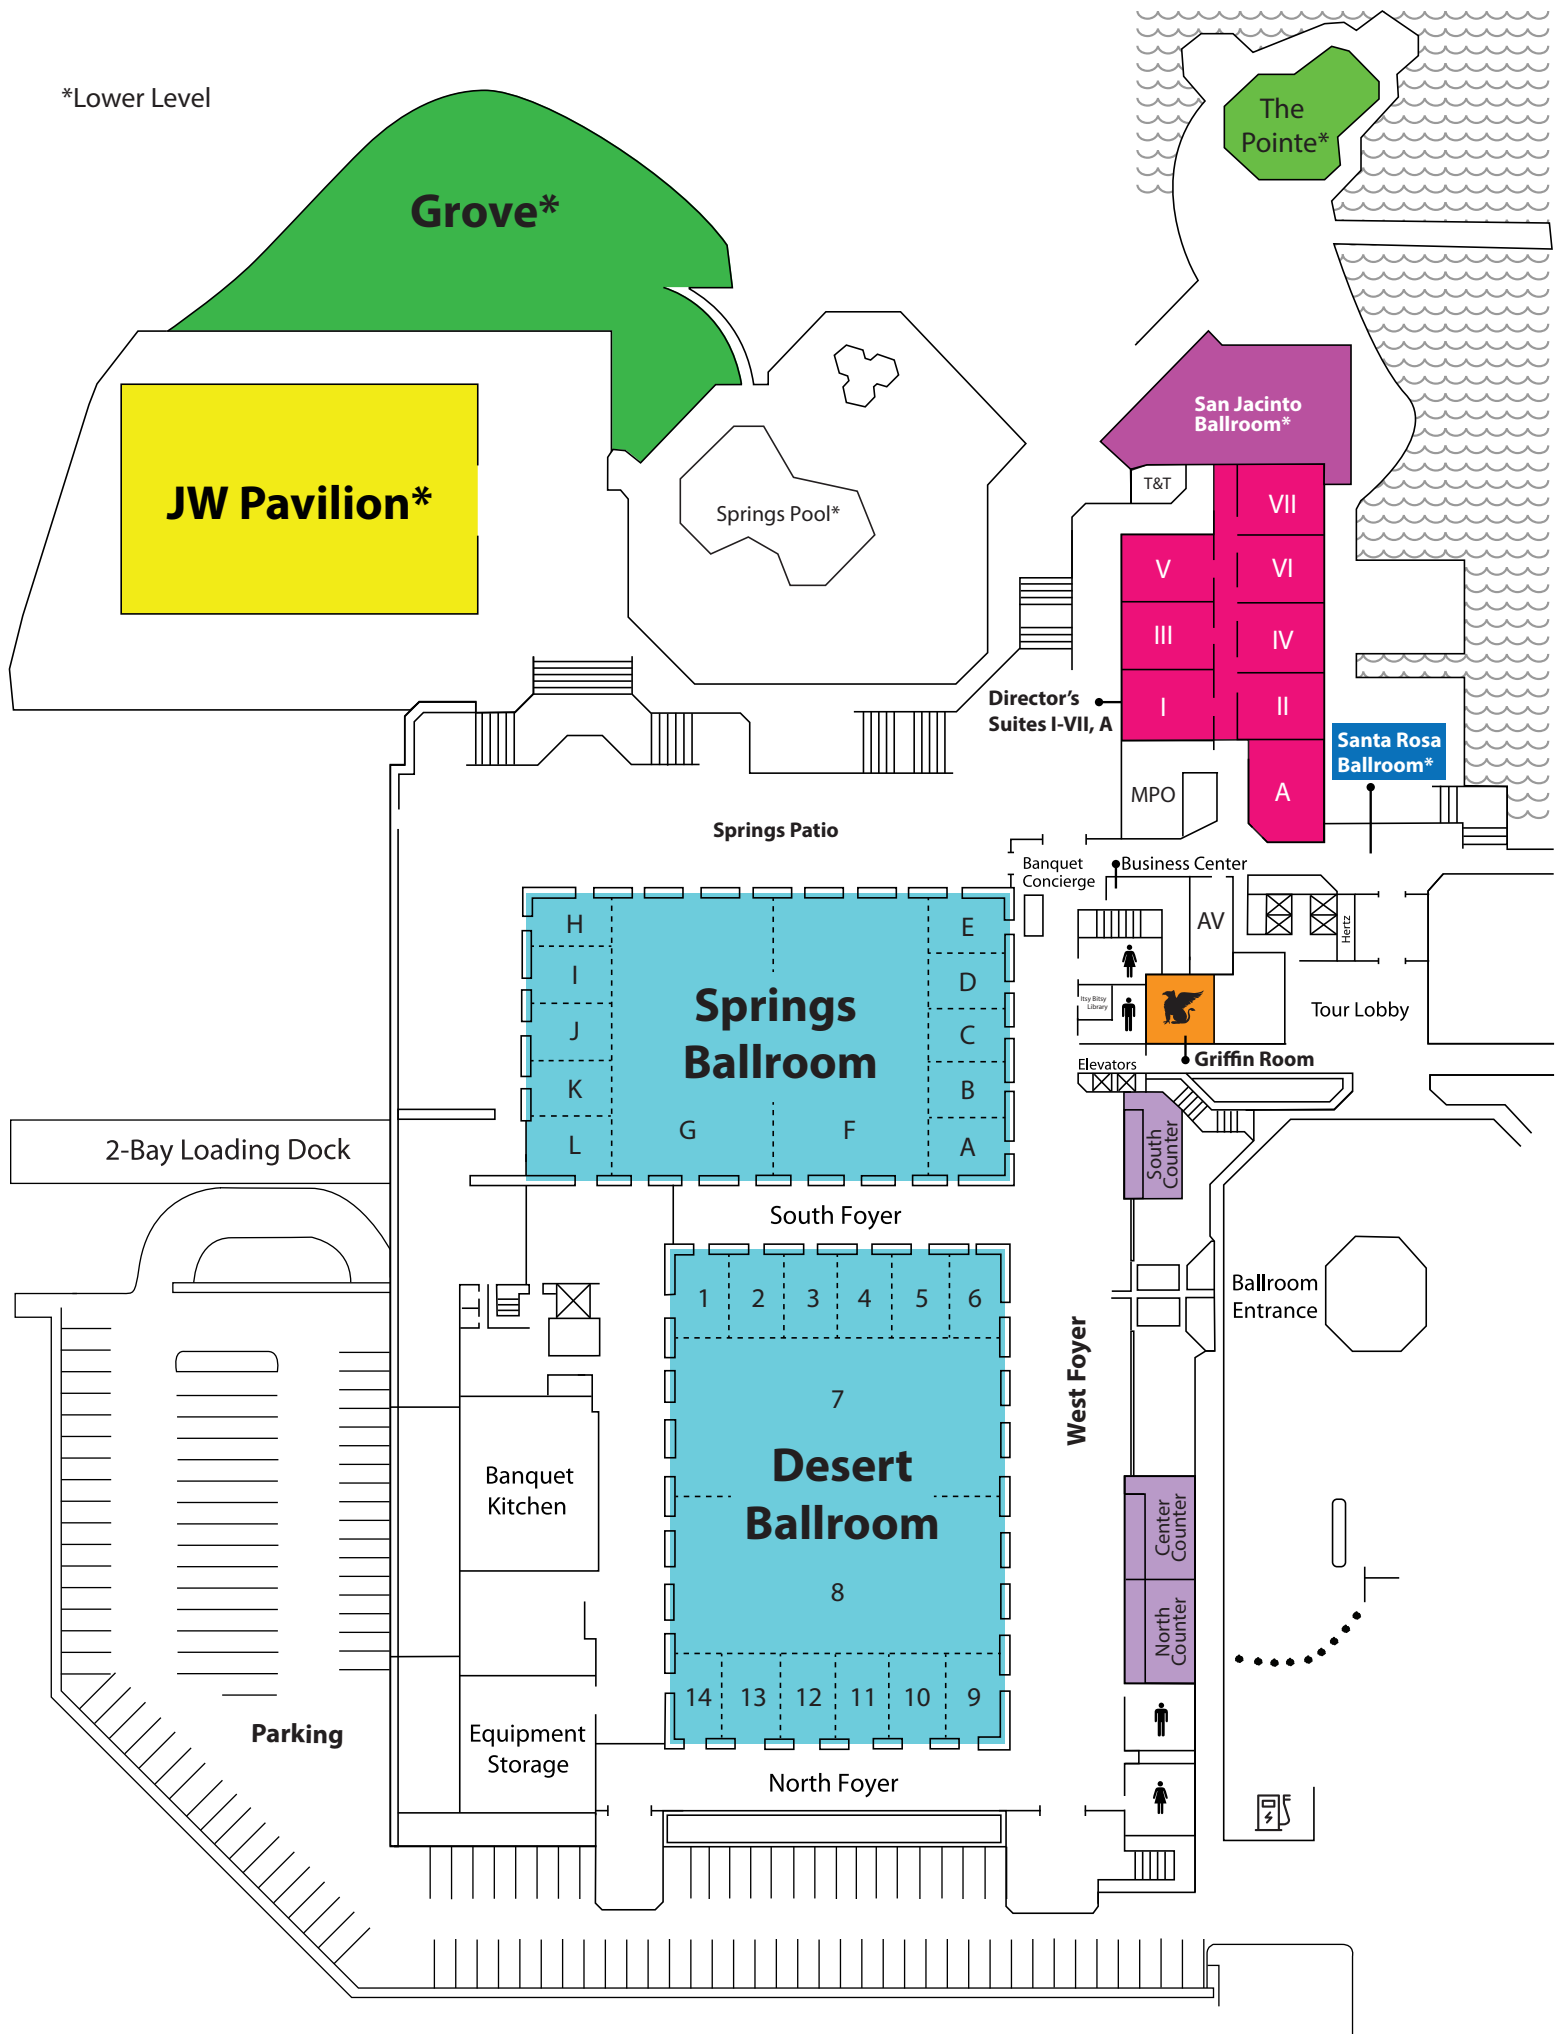 *Lower Level
The
Pointe*
Grove*
San Jacinto
Ballroom*
JW Pavilion*
Springs Pool*
T&T
VII
V
VI
III
IV
Director's
Suites I-VII, A
I
II
Santa Rosa
Ballroom*
MPO
A
Springs Patio
Banquet
Concierge
Business Center
AV
Hertz
H
I
J
K
L
Springs
Ballroom
G
F
E
D
C
B
A
Itsy Bitsy
Library
Tour Lobby
Griffin Room
Elevators
2-Bay Loading Dock
South
Counter
South Foyer
1
2
3
4
5
6
Ballroom
Entrance
West Foyer
7
Desert
Ballroom
8
Banquet
Kitchen
Center
Counter
North
Counter
14
13
12
11
10
9
Parking
Equipment
Storage
North Foyer